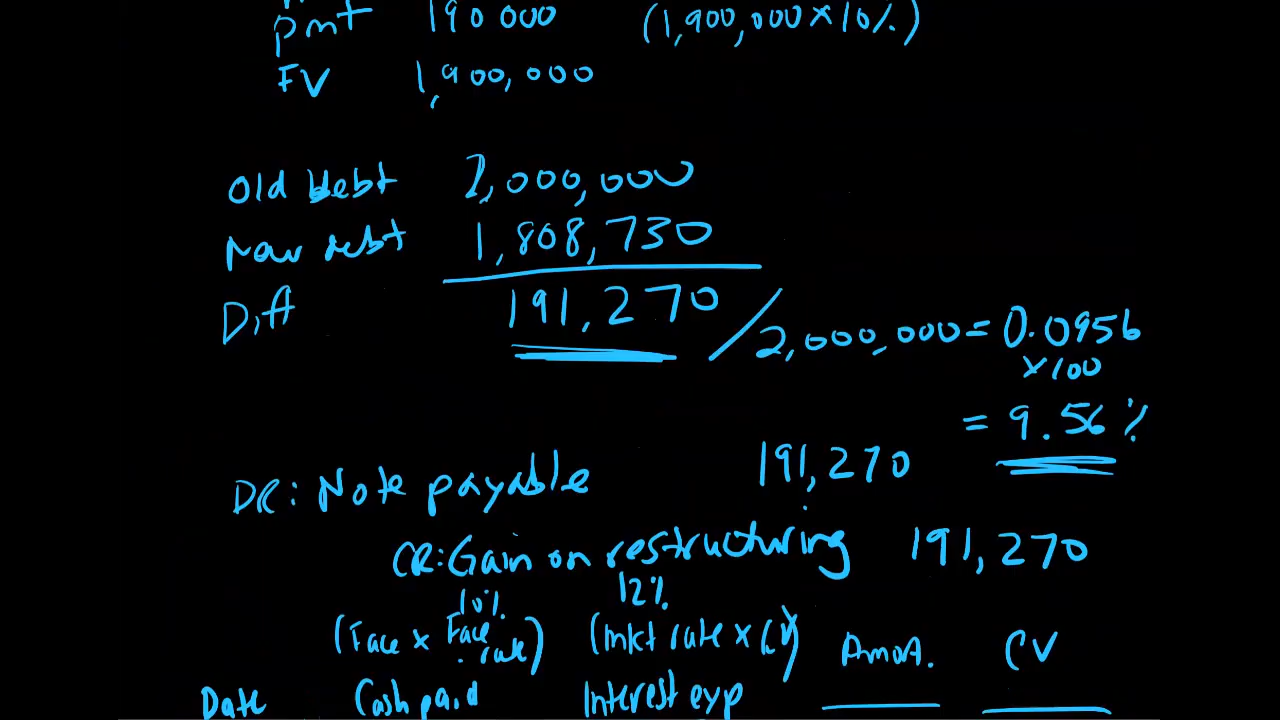 pmt 190 000 (1,900,000 × 10%)
FV 1,900,000
Old debt 2,000,000
New debt 1,808,730
Diff 191,270 / 2,000,000 = 0.0956
×100
= 9.56%
DR: Note payable 191,270
CR: Gain on restructuring 191,270
10% 12%
(Face × Face rate) (mkt rate × CV) Amort. CV
Date Cash paid Interest exp